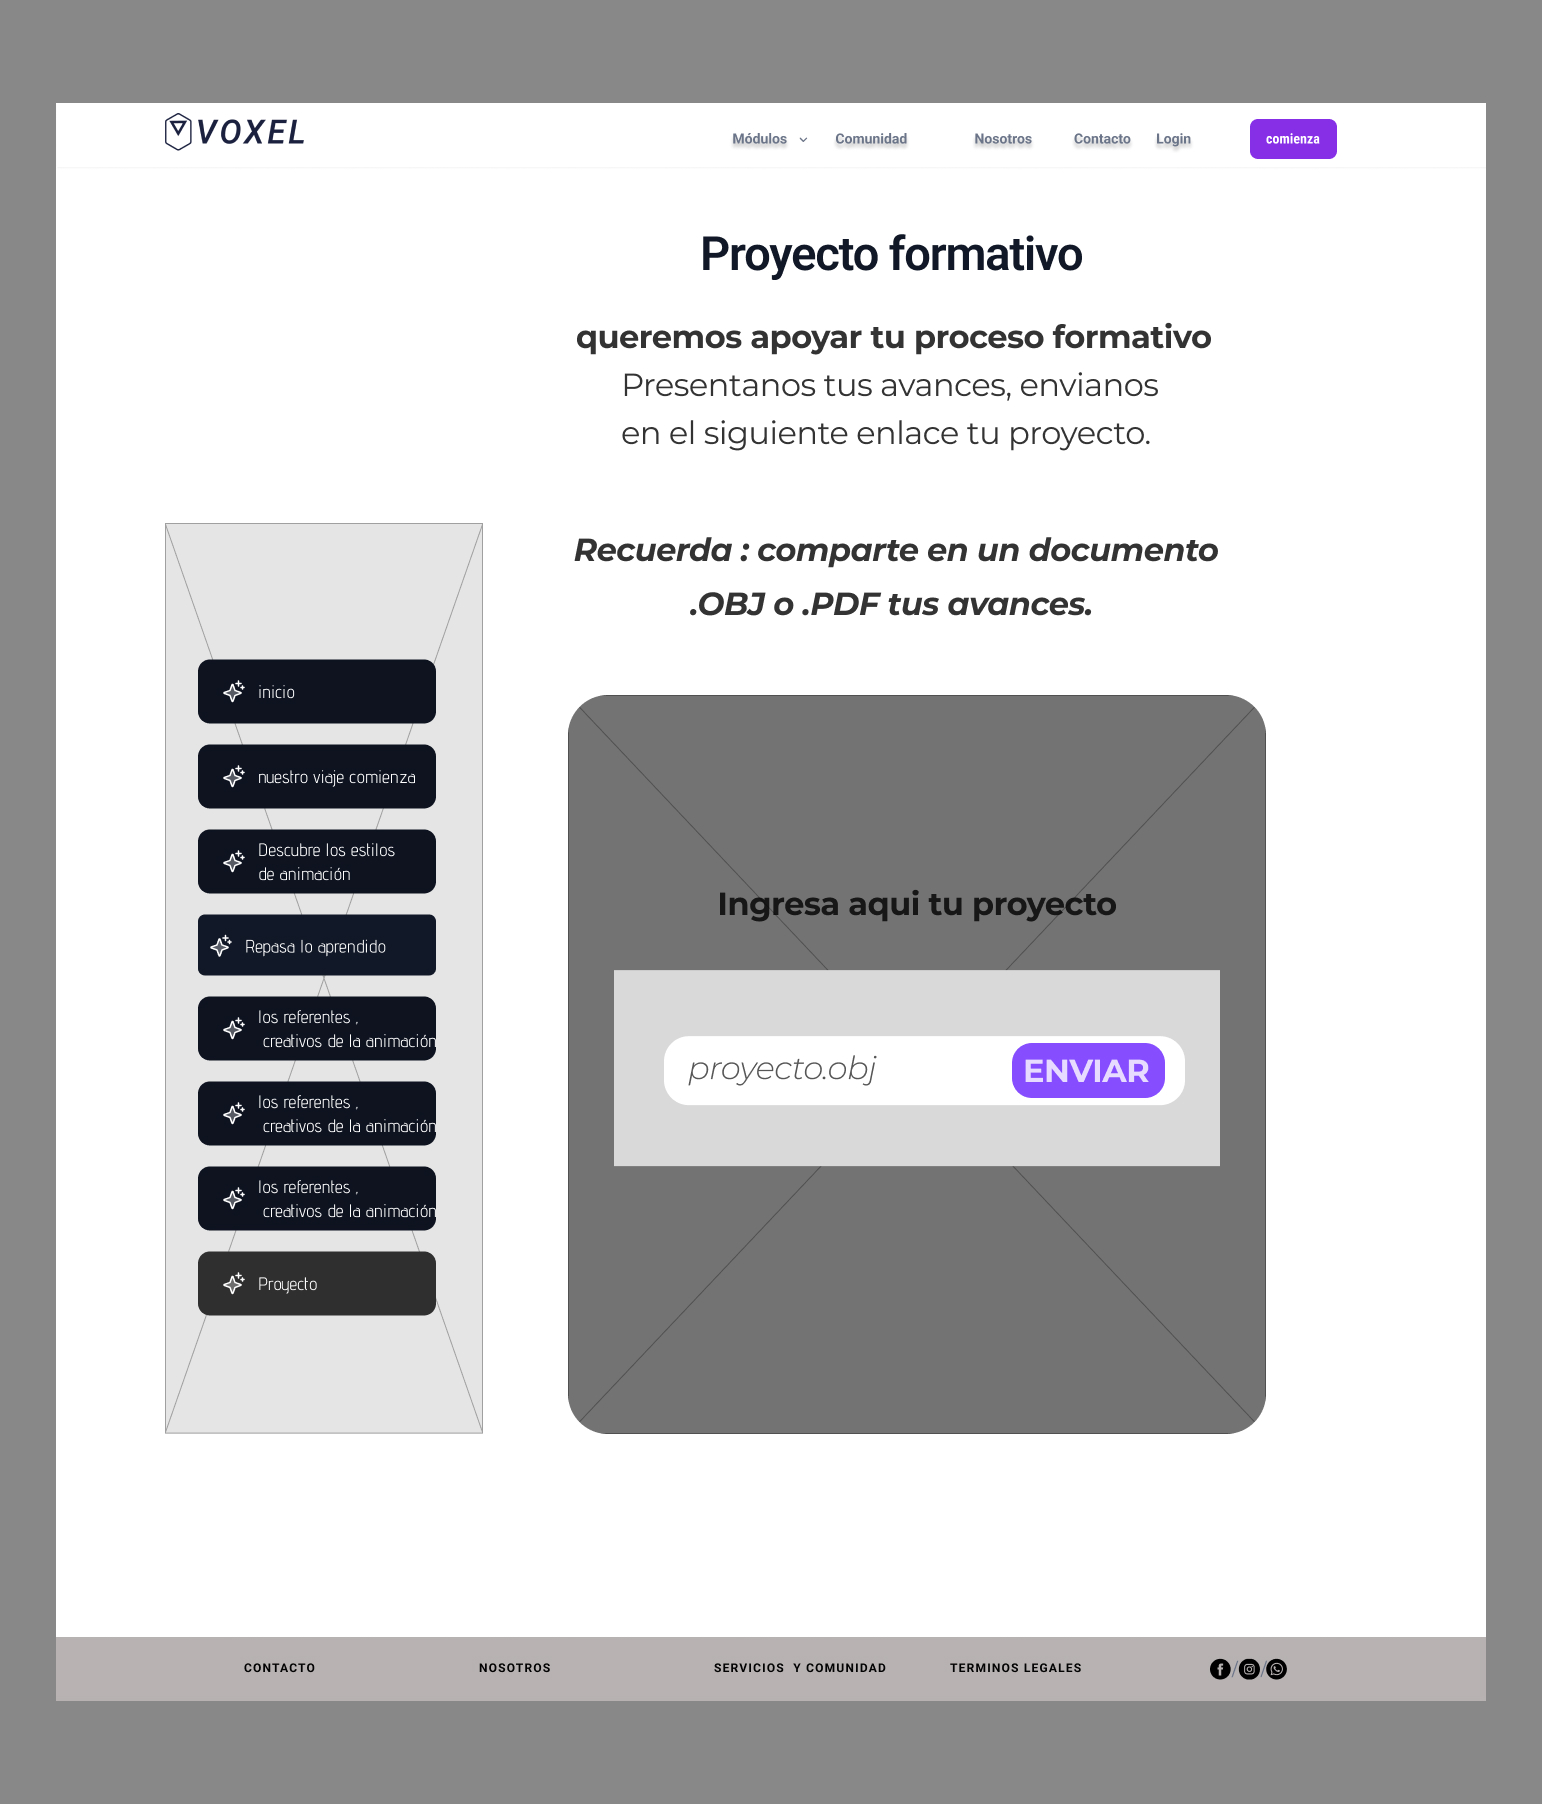 VOXEL
Módulos
Comunidad
Nosotros
Contacto
Login
comienza
Proyecto formativo
queremos apoyar tu proceso formativo
Presentanos tus avances, envianos
en el siguiente enlace tu proyecto.
Recuerda : comparte en un documento
.OBJ o .PDF tus avances.
inicio
nuestro viaje comienza
Descubre los estilos
de animación
Repasa lo aprendido
los referentes ,
creativos de la animación
los referentes ,
creativos de la animación
los referentes ,
creativos de la animación
Proyecto
Ingresa aqui tu proyecto
proyecto.obj
ENVIAR
CONTACTO
NOSOTROS
SERVICIOS Y COMUNIDAD
TERMINOS LEGALES